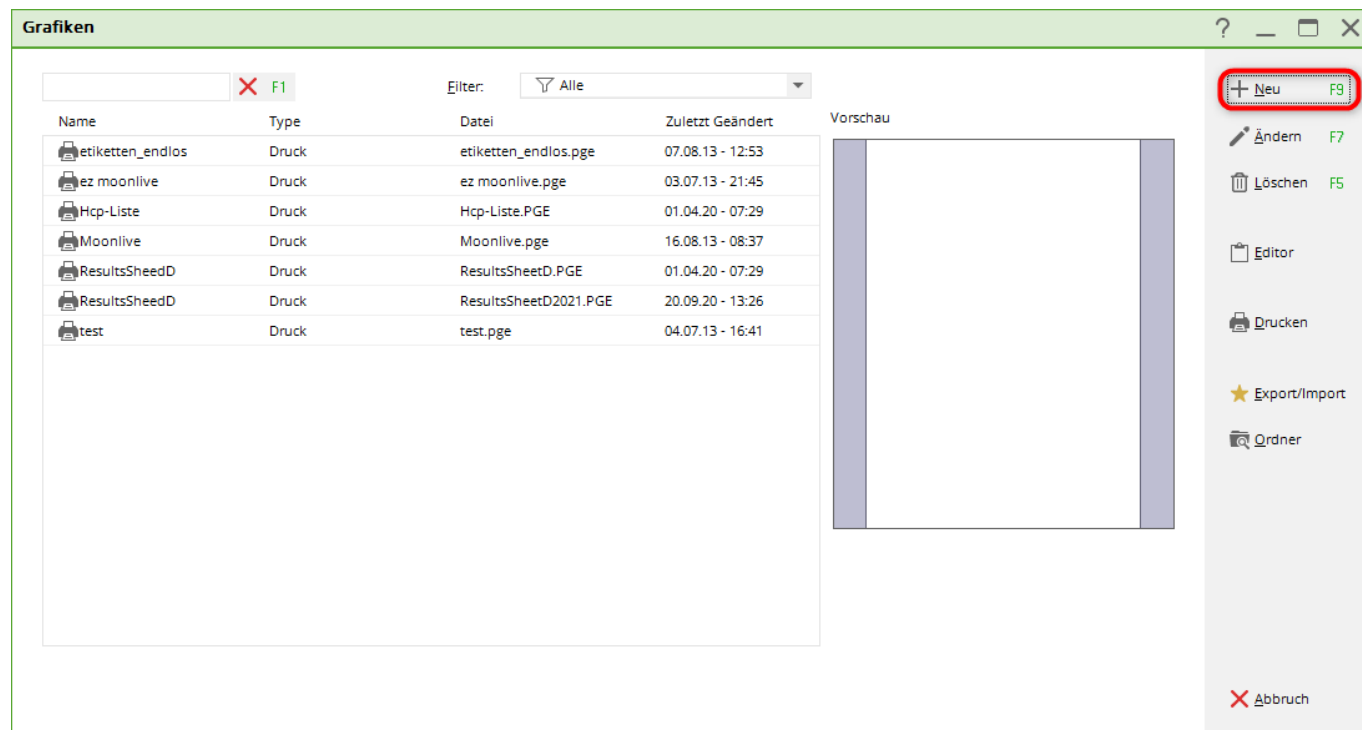 Grafiken ?
F1 Filter: Alle
Name Type Datei Zuletzt Geändert Vorschau
etiketten_endlos Druck etiketten_endlos.pge 07.08.13 - 12:53
ez moonlive Druck ez moonlive.pge 03.07.13 - 21:45
Hcp-Liste Druck Hcp-Liste.PGE 01.04.20 - 07:29
Moonlive Druck Moonlive.pge 16.08.13 - 08:37
ResultsSheedD Druck ResultsSheetD.PGE 01.04.20 - 07:29
ResultsSheedD Druck ResultsSheetD2021.PGE 20.09.20 - 13:26
test Druck test.pge 04.07.13 - 16:41
Neu F9
Ändern F7
Löschen F5
Editor
Drucken
Export/Import
Ordner
Abbruch